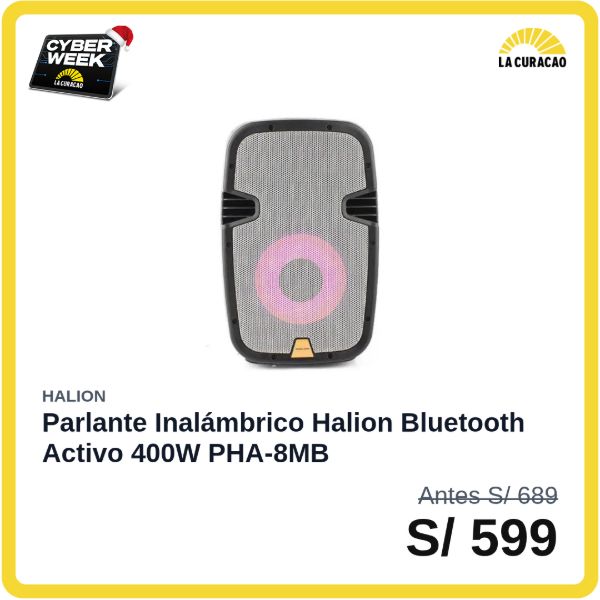 CYBER
WEEK
LA CURACAO
LA CURACAO
HALION
Parlante Inalámbrico Halion Bluetooth
Activo 400W PHA-8MB
Antes S/ 689
S/ 599